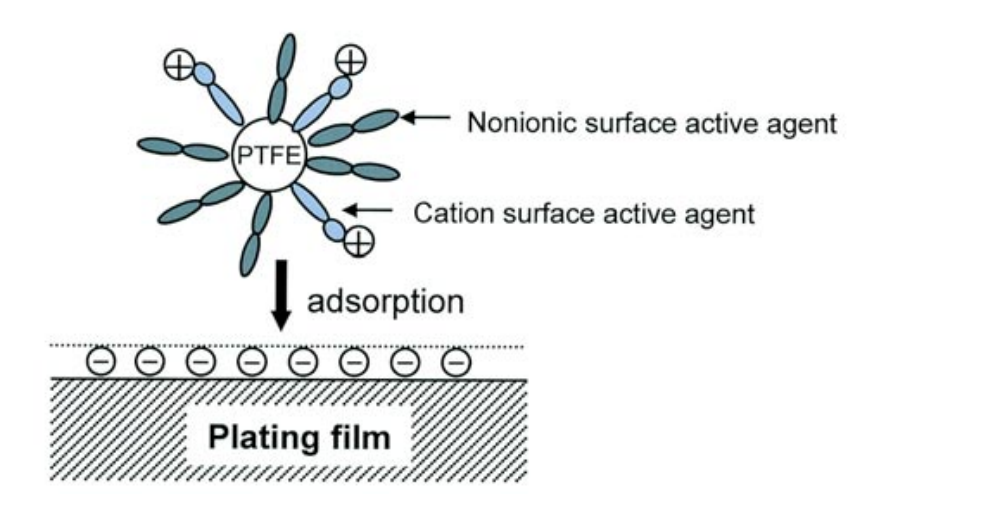 PTFE
Nonionic surface active agent
Cation surface active agent
adsorption
Plating film